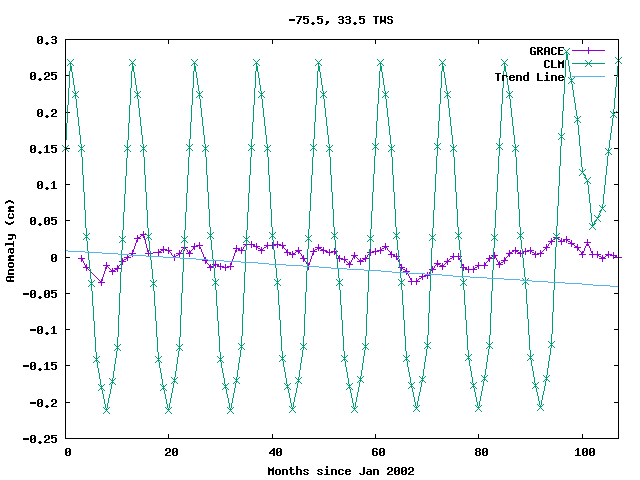 -75.5, 33.5 TWS
GRACE
CLM
Trend Line
0.3
0.25
0.2
0.15
0.1
0.05
0
-0.05
-0.1
-0.15
-0.2
-0.25
Anomaly (cm)
0 20 40 60 80 100
Months since Jan 2002